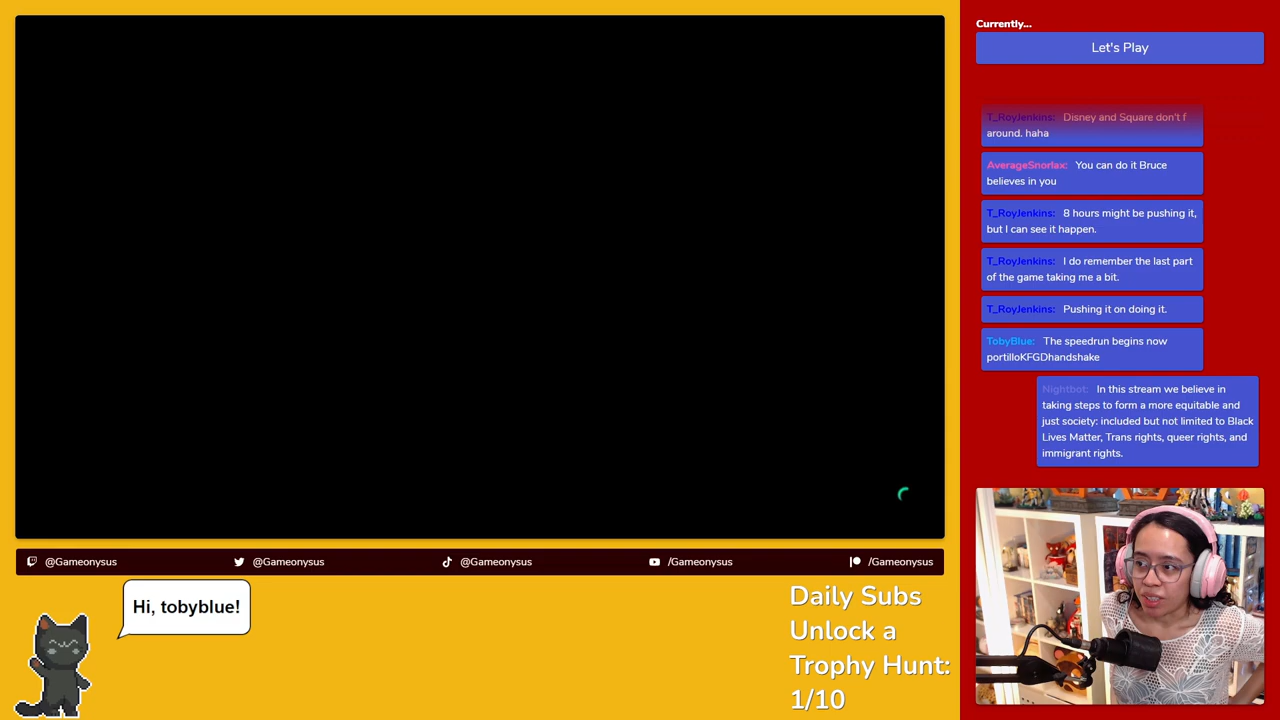 Currently...
Let's Play
T_RoyJenkins: Disney and Square don't f
around. haha
AverageSnorlax: You can do it Bruce
believes in you
T_RoyJenkins: 8 hours might be pushing it,
but I can see it happen.
T_RoyJenkins: I do remember the last part
of the game taking me a bit.
T_RoyJenkins: Pushing it on doing it.
TobyBlue: The speedrun begins now
portilloKFGDhandshake
Nightbot: In this stream we believe in
taking steps to form a more equitable and
just society: included but not limited to Black
Lives Matter, Trans rights, queer rights, and
immigrant rights.
@Gameonysus
@Gameonysus
@Gameonysus
/Gameonysus
/Gameonysus
Hi, tobyblue!
Daily Subs
Unlock a
Trophy Hunt:
1/10